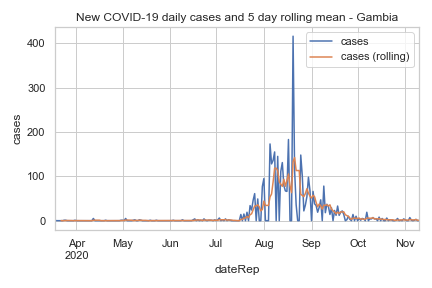 New COVID-19 daily cases and 5 day rolling mean - Gambia
cases
cases (rolling)
400
300
200
100
0
cases
Apr May Jun Jul Aug Sep Oct Nov
2020
dateRep